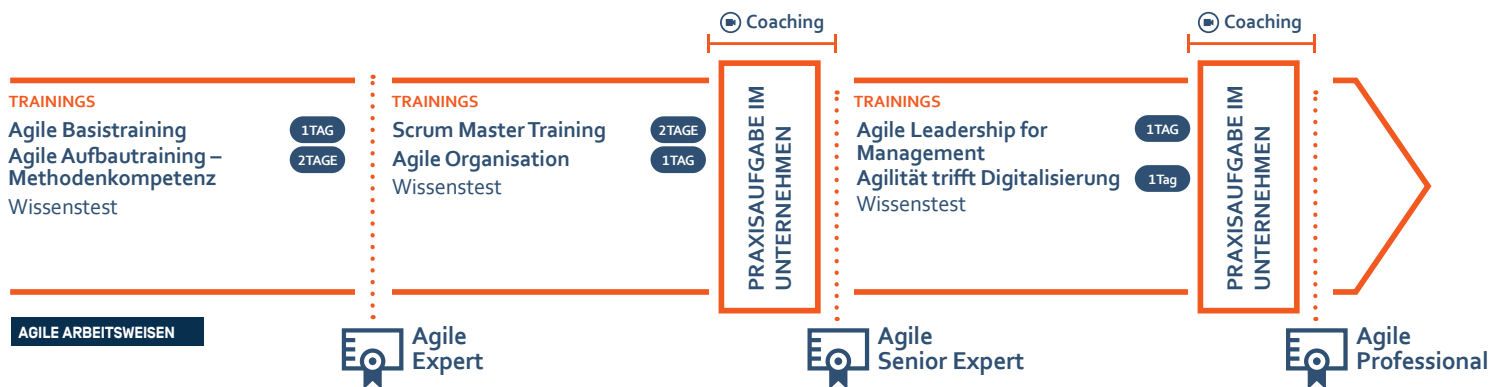 Coaching
Coaching
TRAININGS
Agile Basistraining
1TAG
Agile Aufbautraining –
Methodenkompetenz
2TAGE
Wissenstest
TRAININGS
Scrum Master Training
2TAGE
Agile Organisation
1TAG
Wissenstest
PRAXISAUFGABE IM
UNTERNEHMEN
TRAININGS
Agile Leadership for
Management
1TAG
Agilität trifft Digitalisierung
1Tag
Wissenstest
PRAXISAUFGABE IM
UNTERNEHMEN
AGILE ARBEITSWEISEN
Agile
Expert
Agile
Senior Expert
Agile
Professional